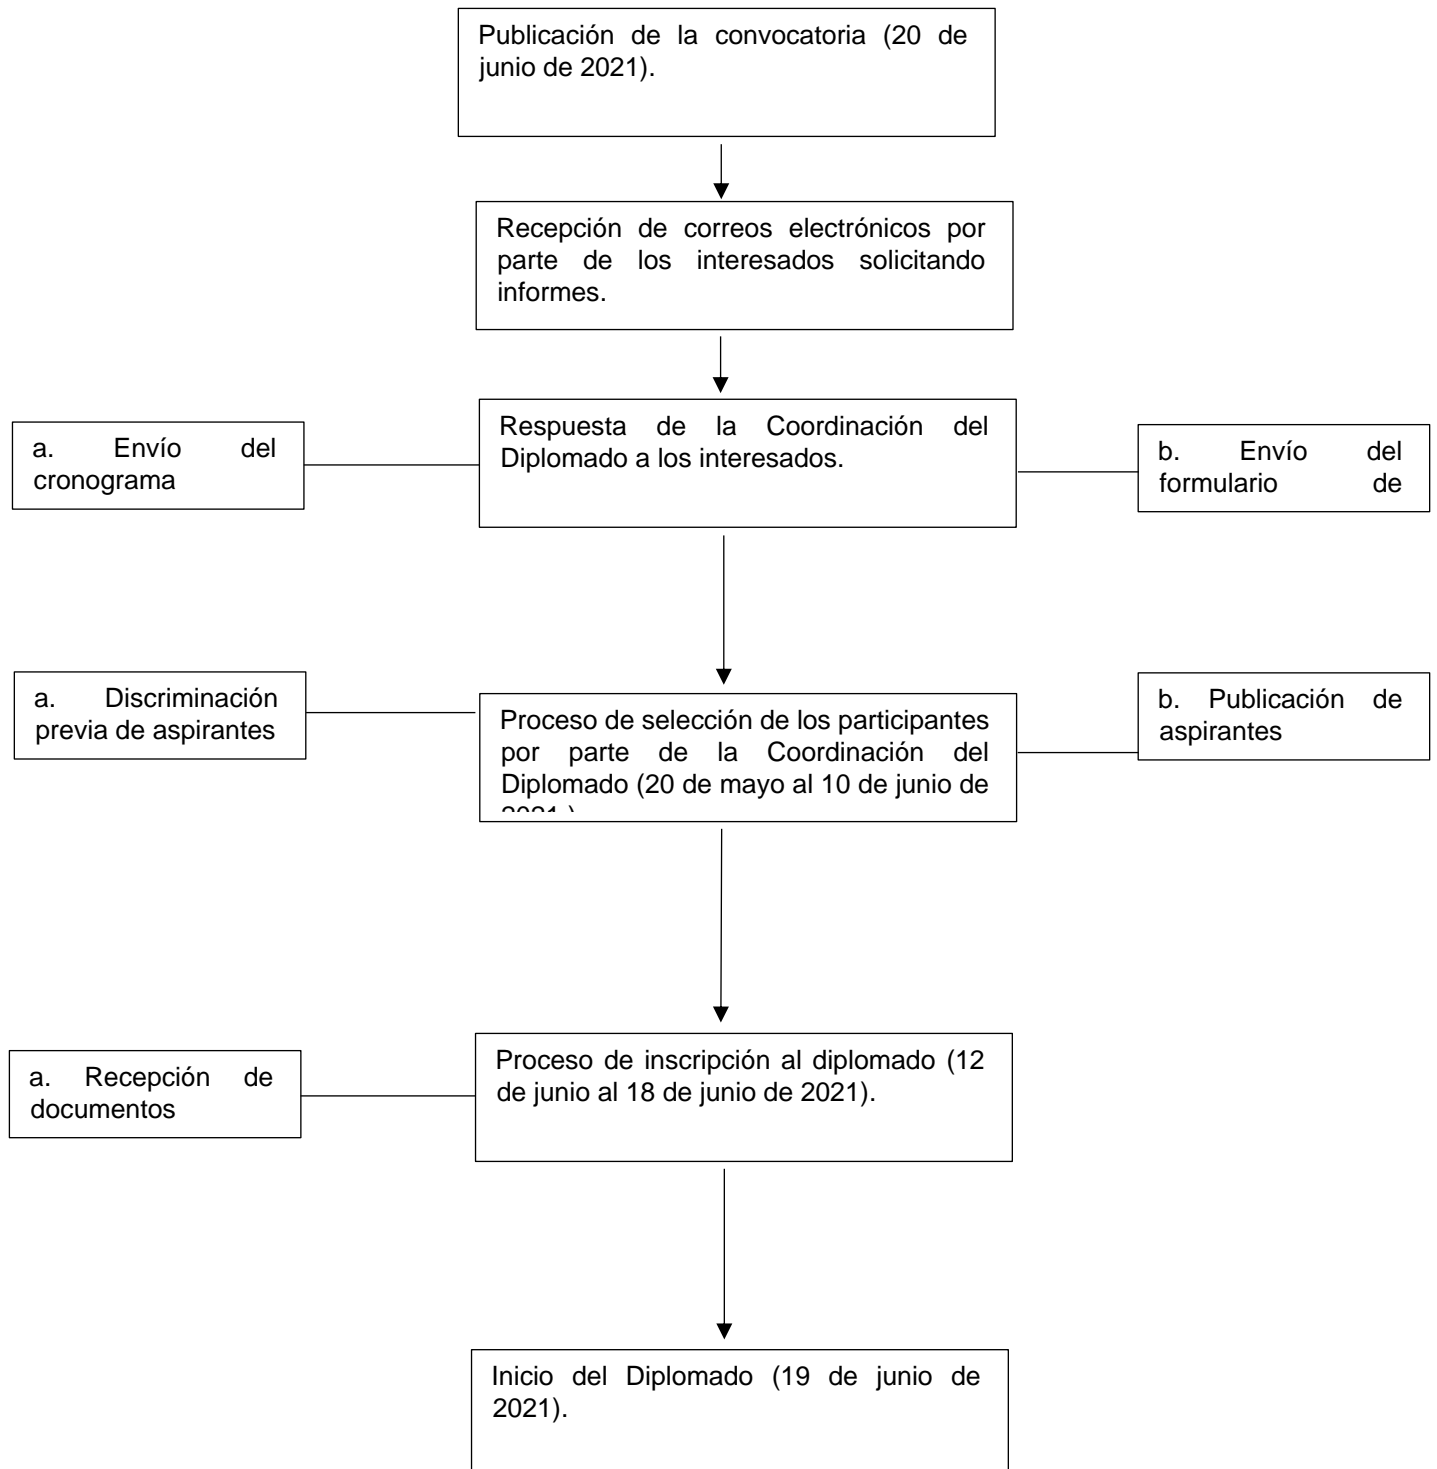 Publicación de la convocatoria (20 de
junio de 2021).
Recepción de correos electrónicos por
parte de los interesados solicitando
informes.
Respuesta de la Coordinación del
Diplomado a los interesados.
a. Envío del
cronograma
b. Envío del
formulario de
a. Discriminación
previa de aspirantes
b. Publicación de
aspirantes
Proceso de selección de los participantes
por parte de la Coordinación del
Diplomado (20 de mayo al 10 de junio de
Proceso de inscripción al diplomado (12
de junio al 18 de junio de 2021).
a. Recepción de
documentos
Inicio del Diplomado (19 de junio de
2021).